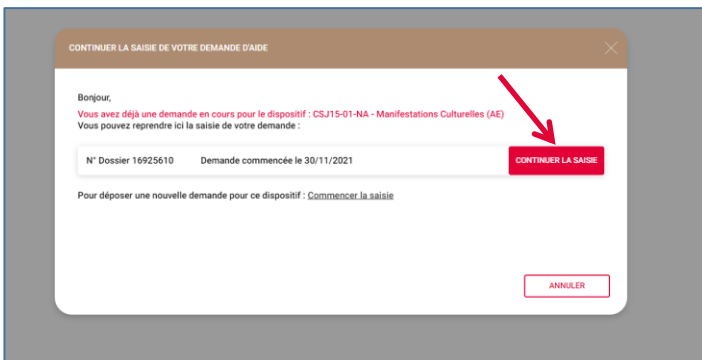 CONTINUER LA SAISIE DE VOTRE DEMANDE D'AIDE
Bonjour,
Vous avez déjà une demande en cours pour le dispositif : CSJ15-01-NA - Manifestations Culturelles (AE)
Vous pouvez reprendre ici la saisie de votre demande :
N° Dossier 16925610 Demande commencée le 30/11/2021 CONTINUER LA SAISIE
Pour déposer une nouvelle demande pour ce dispositif : Commencer la saisie
ANNULER